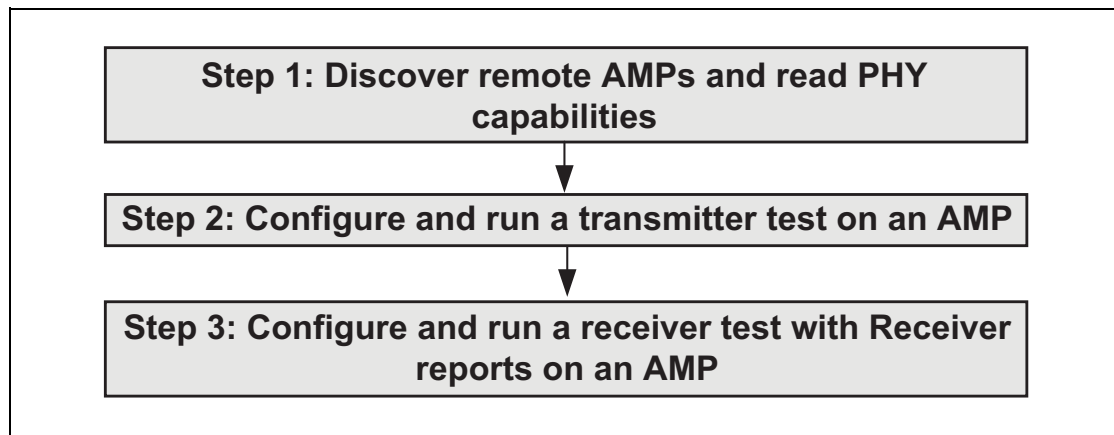 Step 1: Discover remote AMPs and read PHY
capabilities
Step 2: Configure and run a transmitter test on an AMP
Step 3: Configure and run a receiver test with Receiver
reports on an AMP